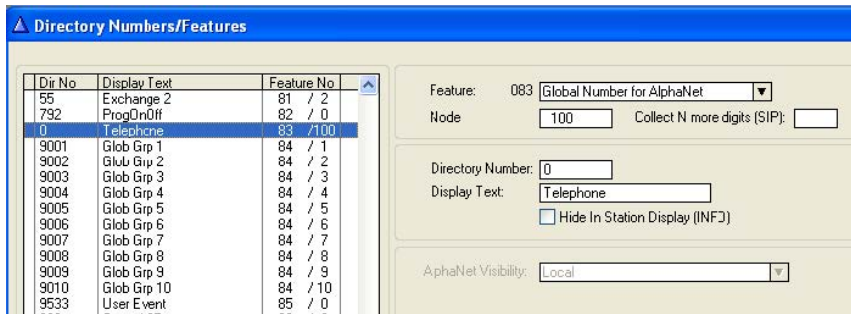 Directory Numbers/Features
Dir No Display Text Feature No
55 Exchange 2 81 / 2
792 ProgOnOff 82 / 0
0 Telephone 83 /100
9001 Glob Grp 1 84 / 1
9002 Glob Grp 2 84 / 2
9003 Glob Grp 3 84 / 3
9004 Glob Grp 4 84 / 4
9005 Glob Grp 5 84 / 5
9006 Glob Grp 6 84 / 6
9007 Glob Grp 7 84 / 7
9008 Glob Grp 8 84 / 8
9009 Glob Grp 9 84 / 9
9010 Glob Grp 10 84 / 10
9533 User Event 85 / 0
Feature: 083 Global Number for AlphaNet
Node 100 Collect N more digits (SIP):
Directory Number: 0
Display Text: Telephone
Hide In Station Display (INFO)
AphaNet Visibility: Local